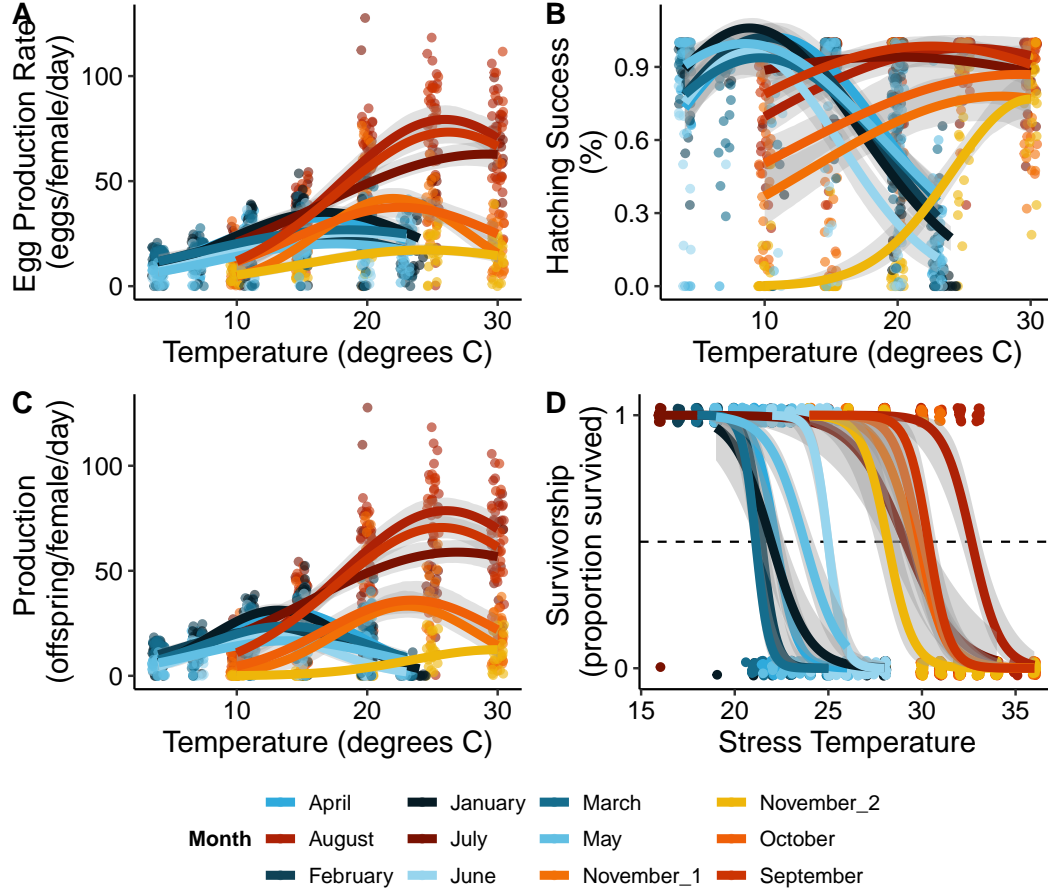 A
Egg Production Rate
(eggs/female/day)
100
50
0
10
20
30
Temperature (degrees C)
B
Hatching Success
(%)
0.9
0.6
0.3
0.0
10
20
30
Temperature (degrees C)
C
Production
(offspring/female/day)
100
50
0
10
20
30
Temperature (degrees C)
D
Survivorship
(proportion survived)
1
0
15
20
25
30
35
Stress Temperature
Month
April
January
March
November_2
August
July
May
October
February
June
November_1
September